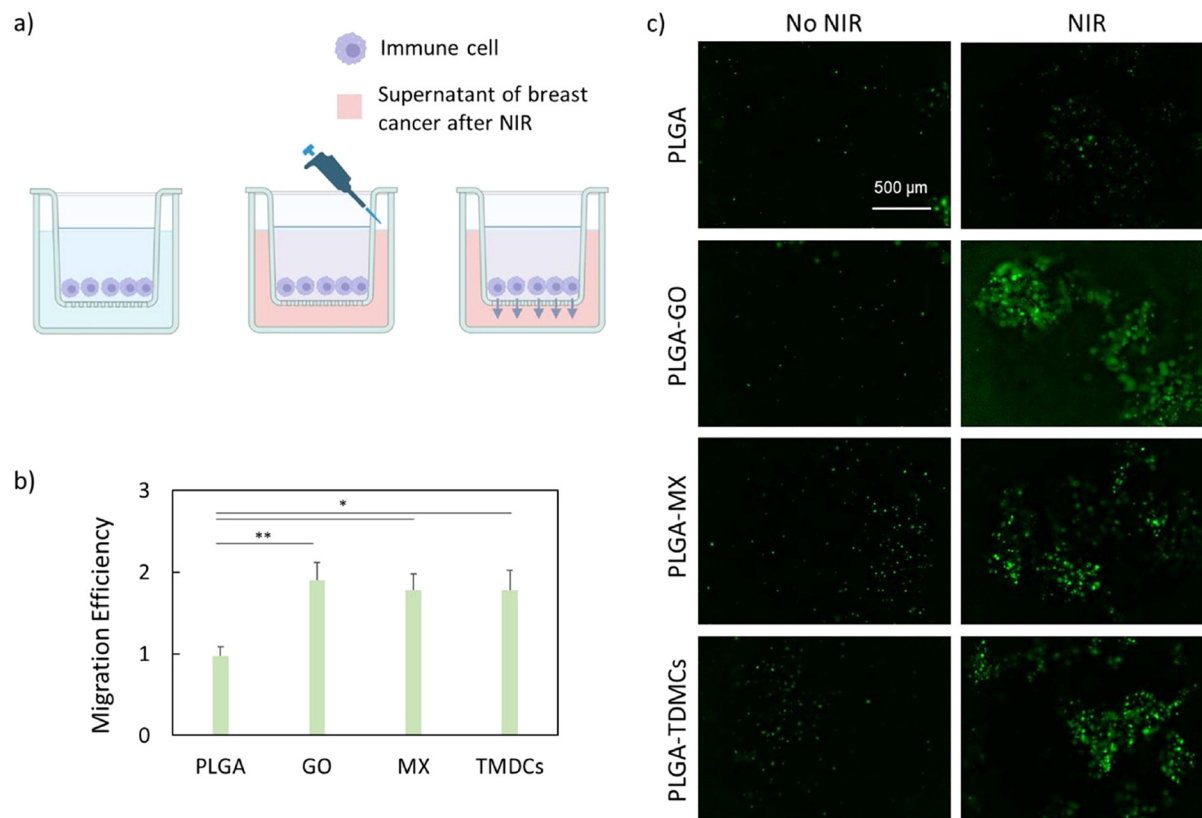 a)
Immune cell
Supernatant of breast
cancer after NIR
b)
Migration Efficiency
3
2
1
0
*
**
PLGA
GO
MX
TMDCs
c)
No NIR
NIR
PLGA
500 µm
PLGA-GO
PLGA-MX
PLGA-TDMCs